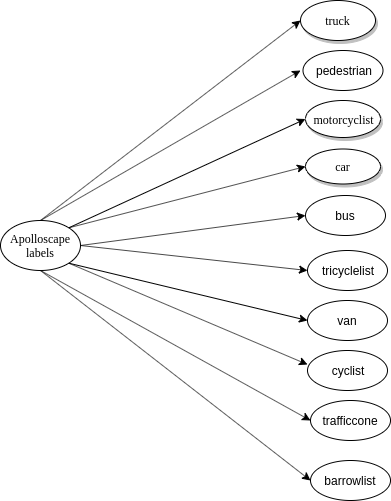 truck
pedestrian
motorcyclist
car
Apolloscape
labels
bus
tricyclelist
van
cyclist
trafficcone
barrowlist